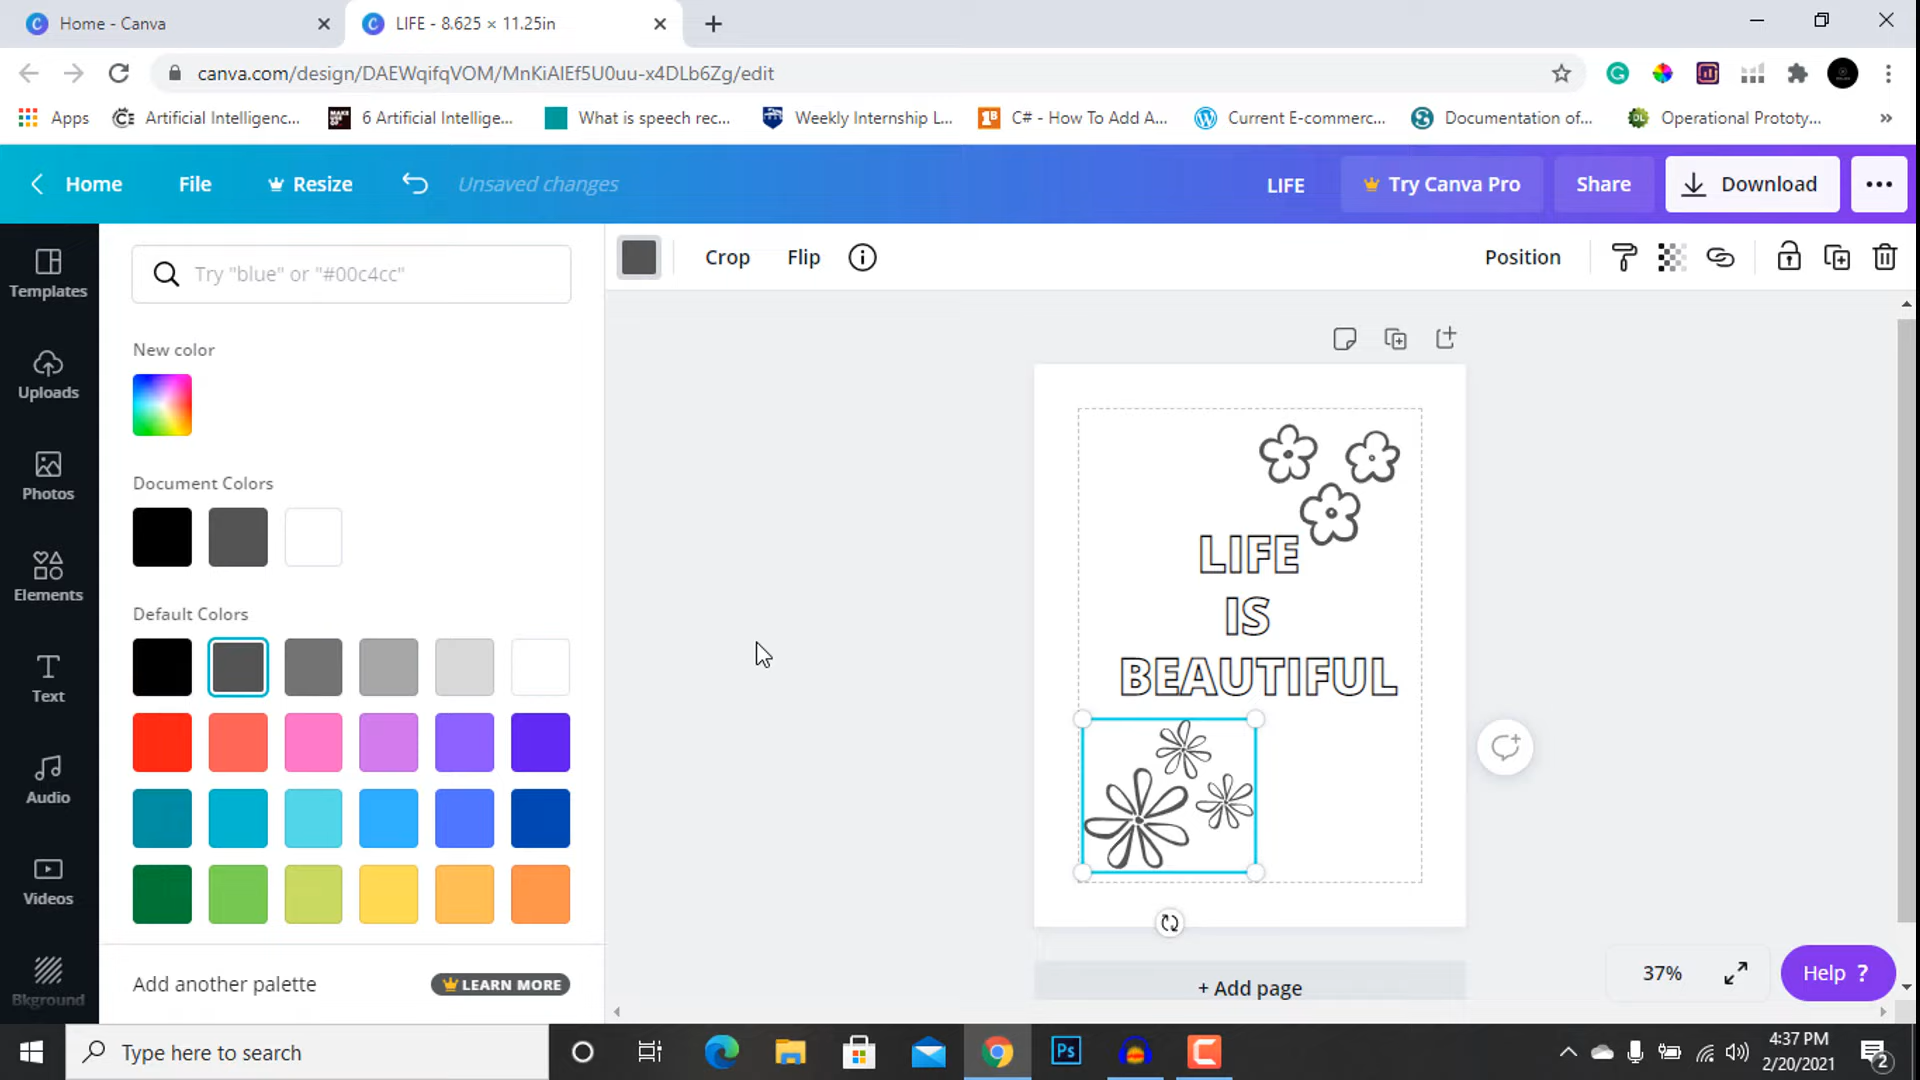 Home - Canva
LIFE - 8.625 × 11.25in
canva.com/design/DAEWqifqVOM/MnKiAIEf5U0uu-x4DLb6Zg/edit
Apps
Artificial Intelligenc...
6 Artificial Intellige...
What is speech rec...
Weekly Internship L...
C# - How To Add A...
Current E-commerc...
Documentation of...
Operational Prototy...
Home
File
Resize
Unsaved changes
LIFE
Try Canva Pro
Share
Download
Templates
Uploads
Photos
Elements
Text
Audio
Videos
Bkground
Try "blue" or "#00c4cc"
New color
Document Colors
Default Colors
Add another palette
LEARN MORE
Crop
Flip
Position
LIFE
IS
BEAUTIFUL
+ Add page
37%
Help ?
Type here to search
Ps
4:37 PM
2/20/2021
2